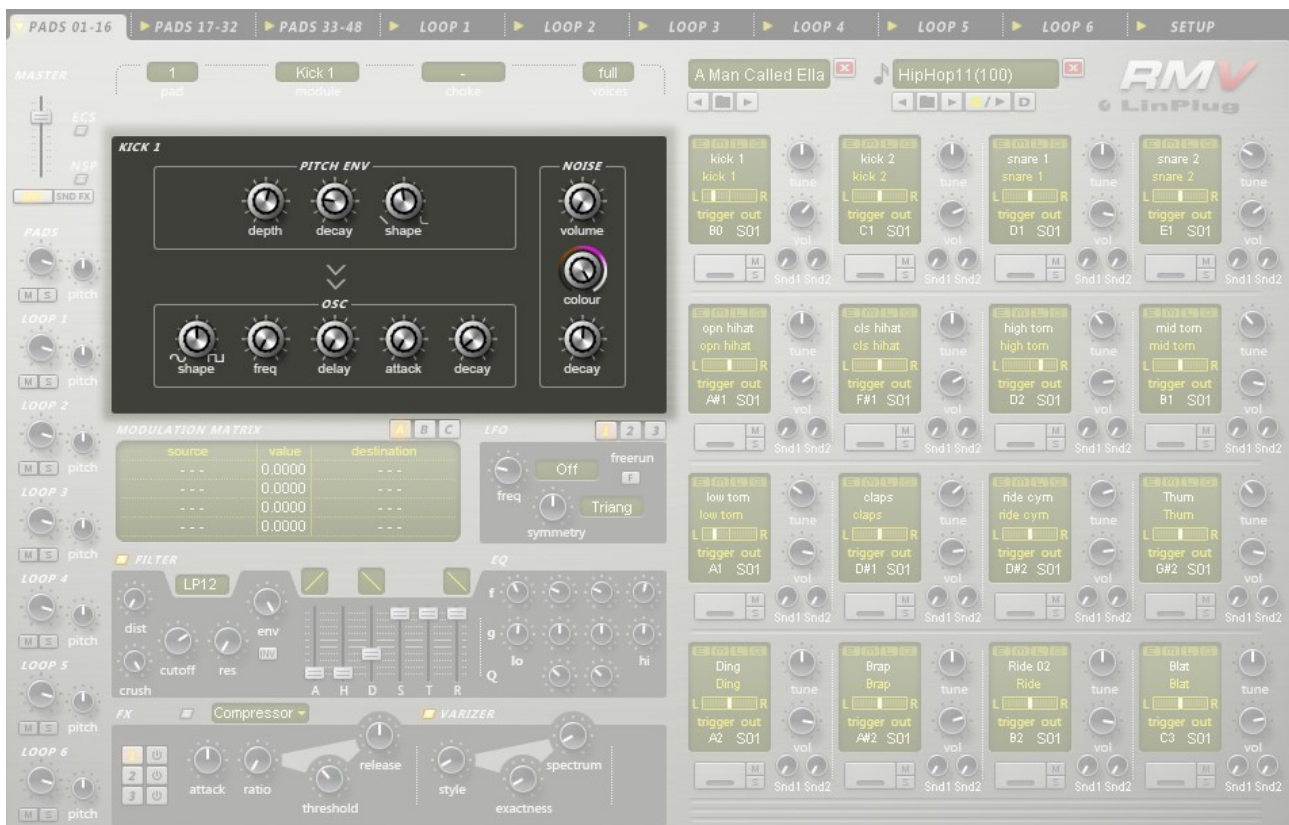 PADS 01-16 PADS 17-32 PADS 33-48 LOOP 1 LOOP 2 LOOP 3 LOOP 4 LOOP 5 LOOP 6 SETUP
MASTER
ECS
NSP
SND FX
PADS
M S pitch
LOOP 1
M S pitch
LOOP 2
M S pitch
LOOP 3
M S pitch
LOOP 4
M S pitch
LOOP 5
M S pitch
LOOP 6
M S pitch
1 Kick 1 - full
pad module choke voices
KICK 1
PITCH ENV
depth decay shape
OSC
shape freq delay attack decay
NOISE
volume
colour
decay
MODULATION MATRIX A B C
source value destination
- - - 0.0000 - - -
- - - 0.0000 - - -
- - - 0.0000 - - -
- - - 0.0000 - - -
LFO 1 2 3
Off freerun
freq F
Triang
symmetry
FILTER
LP12
dist env
cutoff res INV
crush
A H D S T R
EQ
f
g
lo hi
Q
FX Compressor
1
2
3
attack ratio threshold release
VARIZER
style exactness spectrum
A Man Called Ella HipHop11(100)
/ D
RMV
LinPlug
E M L G E M L G E M L G E M L G
kick 1 kick 2 snare 1 snare 2
kick 1 tune kick 2 tune snare 1 tune snare 2 tune
L R L R L R L R
trigger out trigger out trigger out trigger out
B0 S01 vol C1 S01 vol D1 S01 vol E1 S01 vol
M M M M
S Snd1 Snd2 S Snd1 Snd2 S Snd1 Snd2 S Snd1 Snd2
E M L G E M L G E M L G E M L G
opn hihat cls hihat high tom mid tom
opn hihat tune cls hihat tune high tom tune mid tom tune
L R L R L R L R
trigger out trigger out trigger out trigger out
A#1 S01 vol F#1 S01 vol D2 S01 vol B1 S01 vol
M M M M
S Snd1 Snd2 S Snd1 Snd2 S Snd1 Snd2 S Snd1 Snd2
E M L G E M L G E M L G E M L G
low tom claps ride cym Thum
low tom tune claps tune ride cym tune Thum tune
L R L R L R L R
trigger out trigger out trigger out trigger out
A1 S01 vol D#1 S01 vol D#2 S01 vol G#2 S01 vol
M M M M
S Snd1 Snd2 S Snd1 Snd2 S Snd1 Snd2 S Snd1 Snd2
E M L G E M L G E M L G E M L G
Ding Brap Ride 02 Blat
Ding tune Brap tune Ride tune Blat tune
L R L R L R L R
trigger out trigger out trigger out trigger out
A2 S01 vol A#2 S01 vol B2 S01 vol C3 S01 vol
M M M M
S Snd1 Snd2 S Snd1 Snd2 S Snd1 Snd2 S Snd1 Snd2